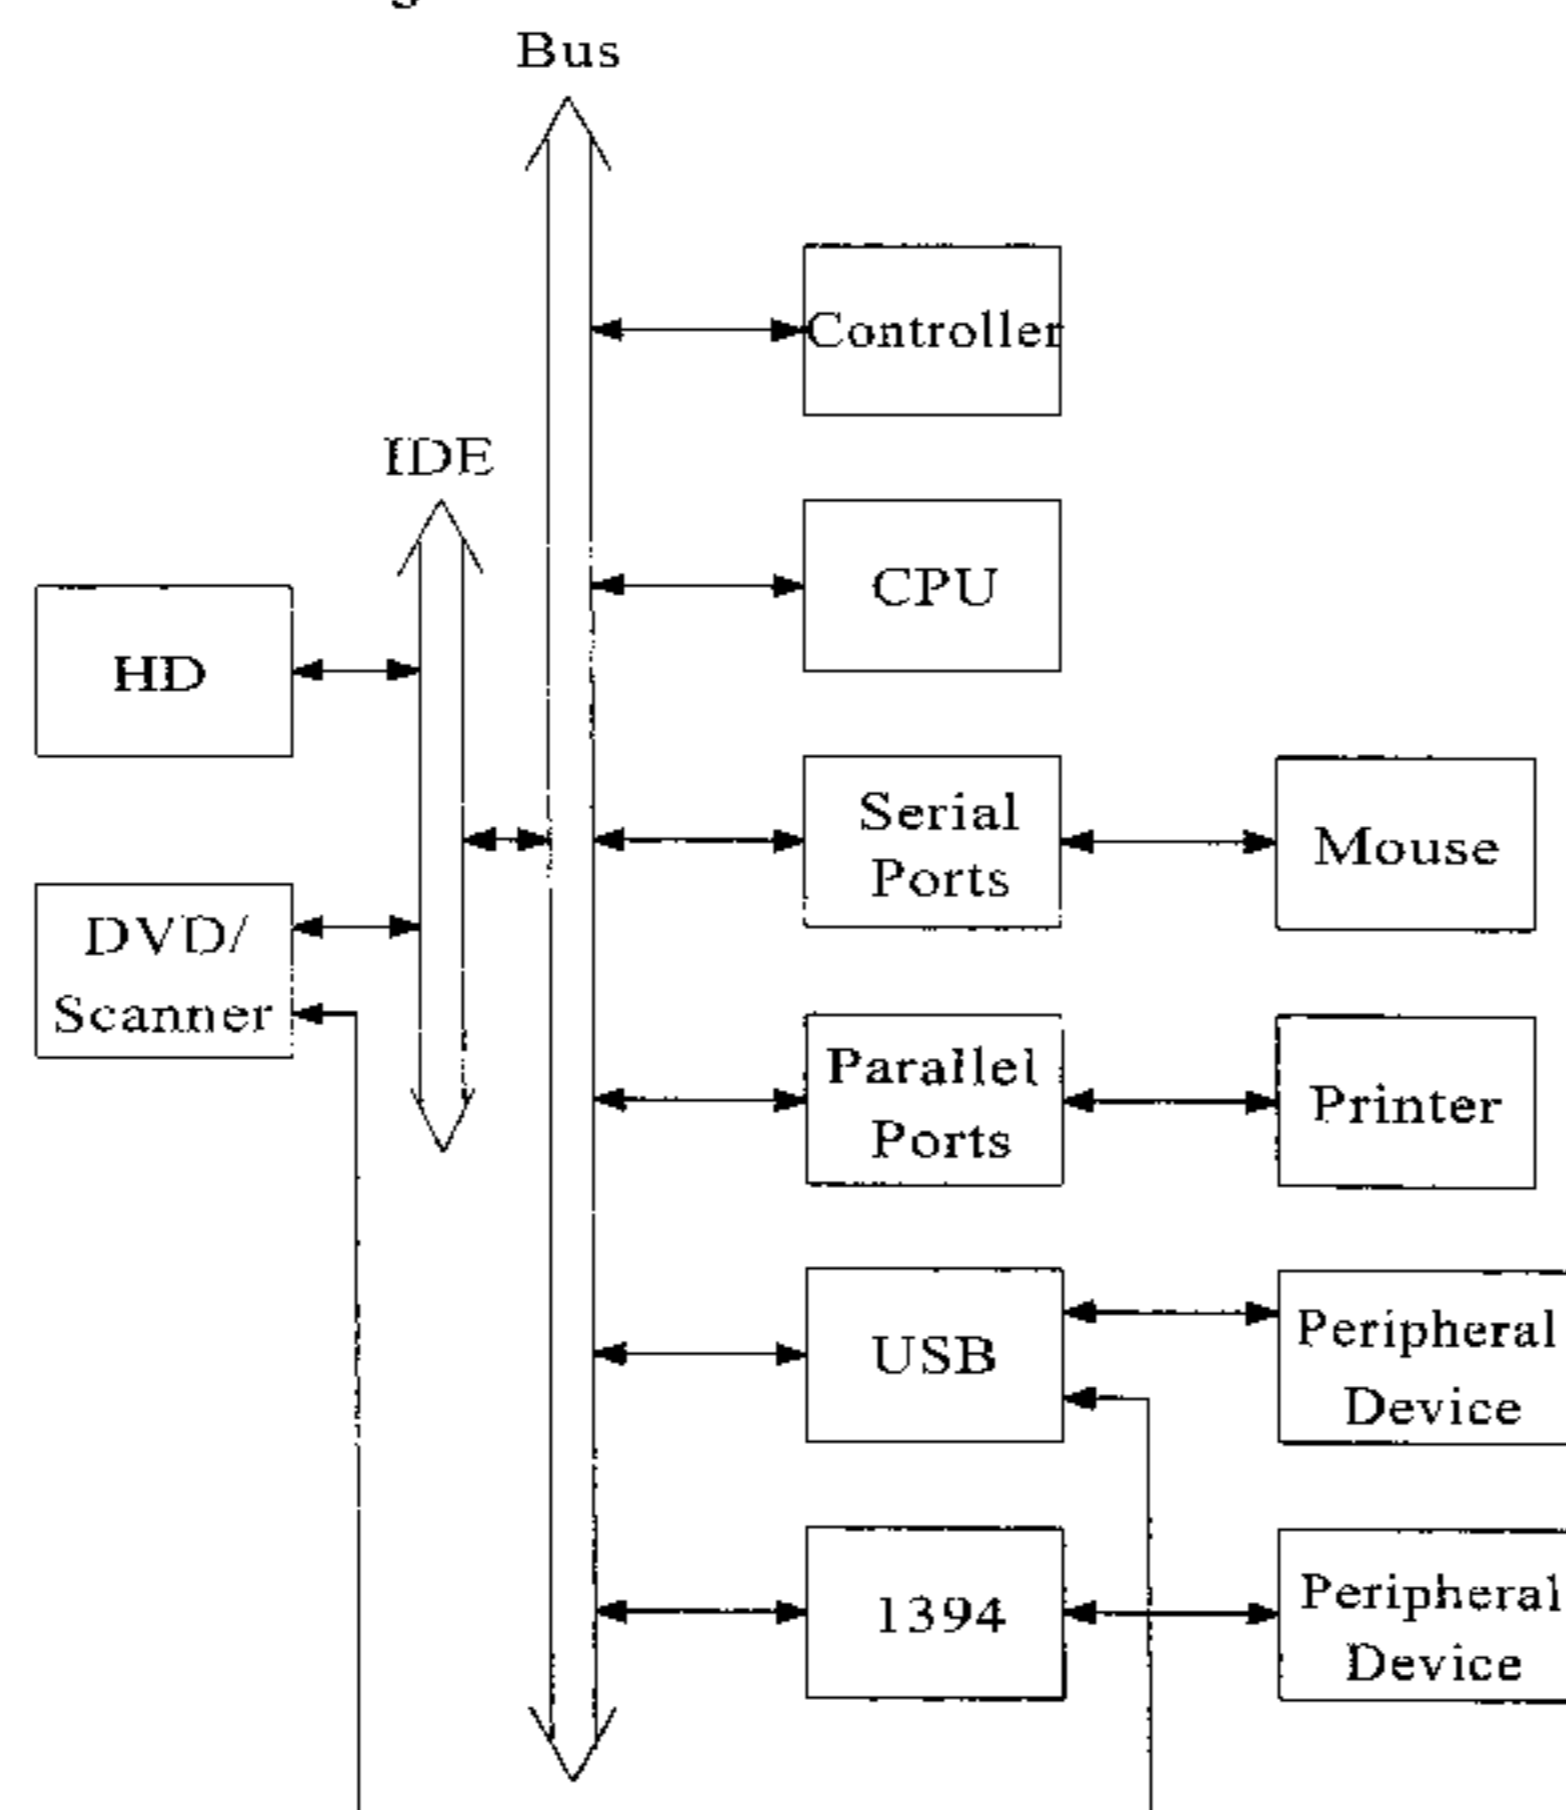 Bus
Controller
IDE
CPU
HD
Serial
Ports
Mouse
DVD/
Scanner
Parallel
Ports
Printer
USB
Peripheral
Device
1394
Peripheral
Device